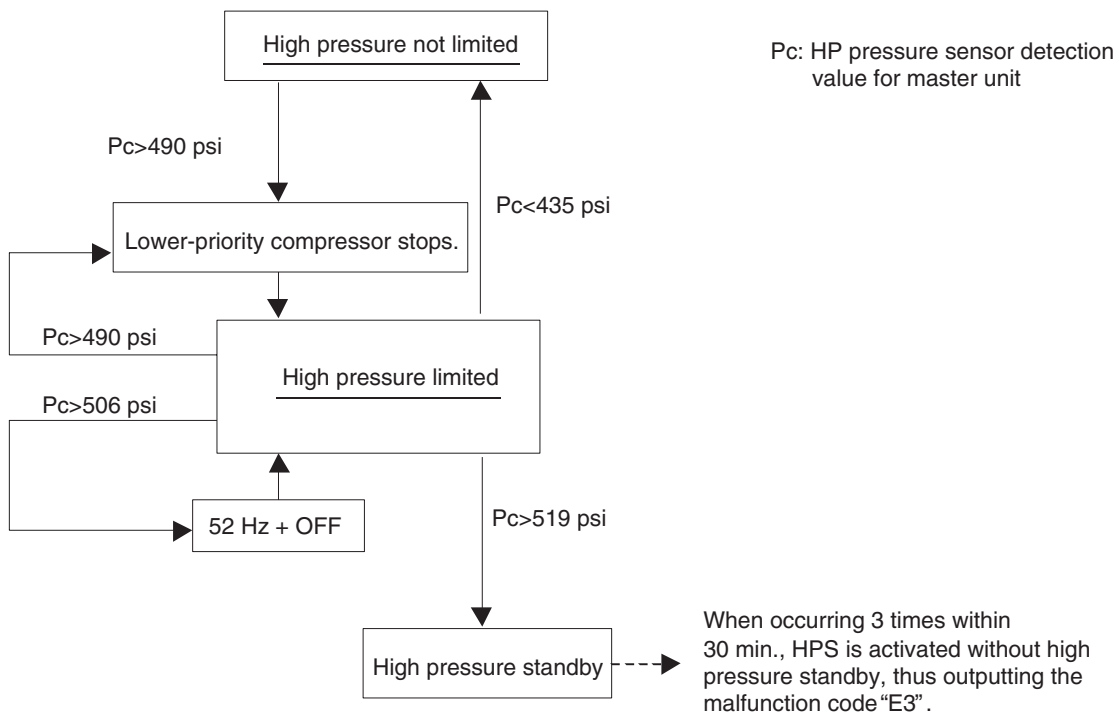 High pressure not limited
Pc: HP pressure sensor detection
value for master unit
Pc>490 psi
Pc<435 psi
Lower-priority compressor stops.
Pc>490 psi
High pressure limited
Pc>506 psi
52 Hz + OFF
Pc>519 psi
High pressure standby
When occurring 3 times within
30 min., HPS is activated without high
pressure standby, thus outputting the
malfunction code “E3”.